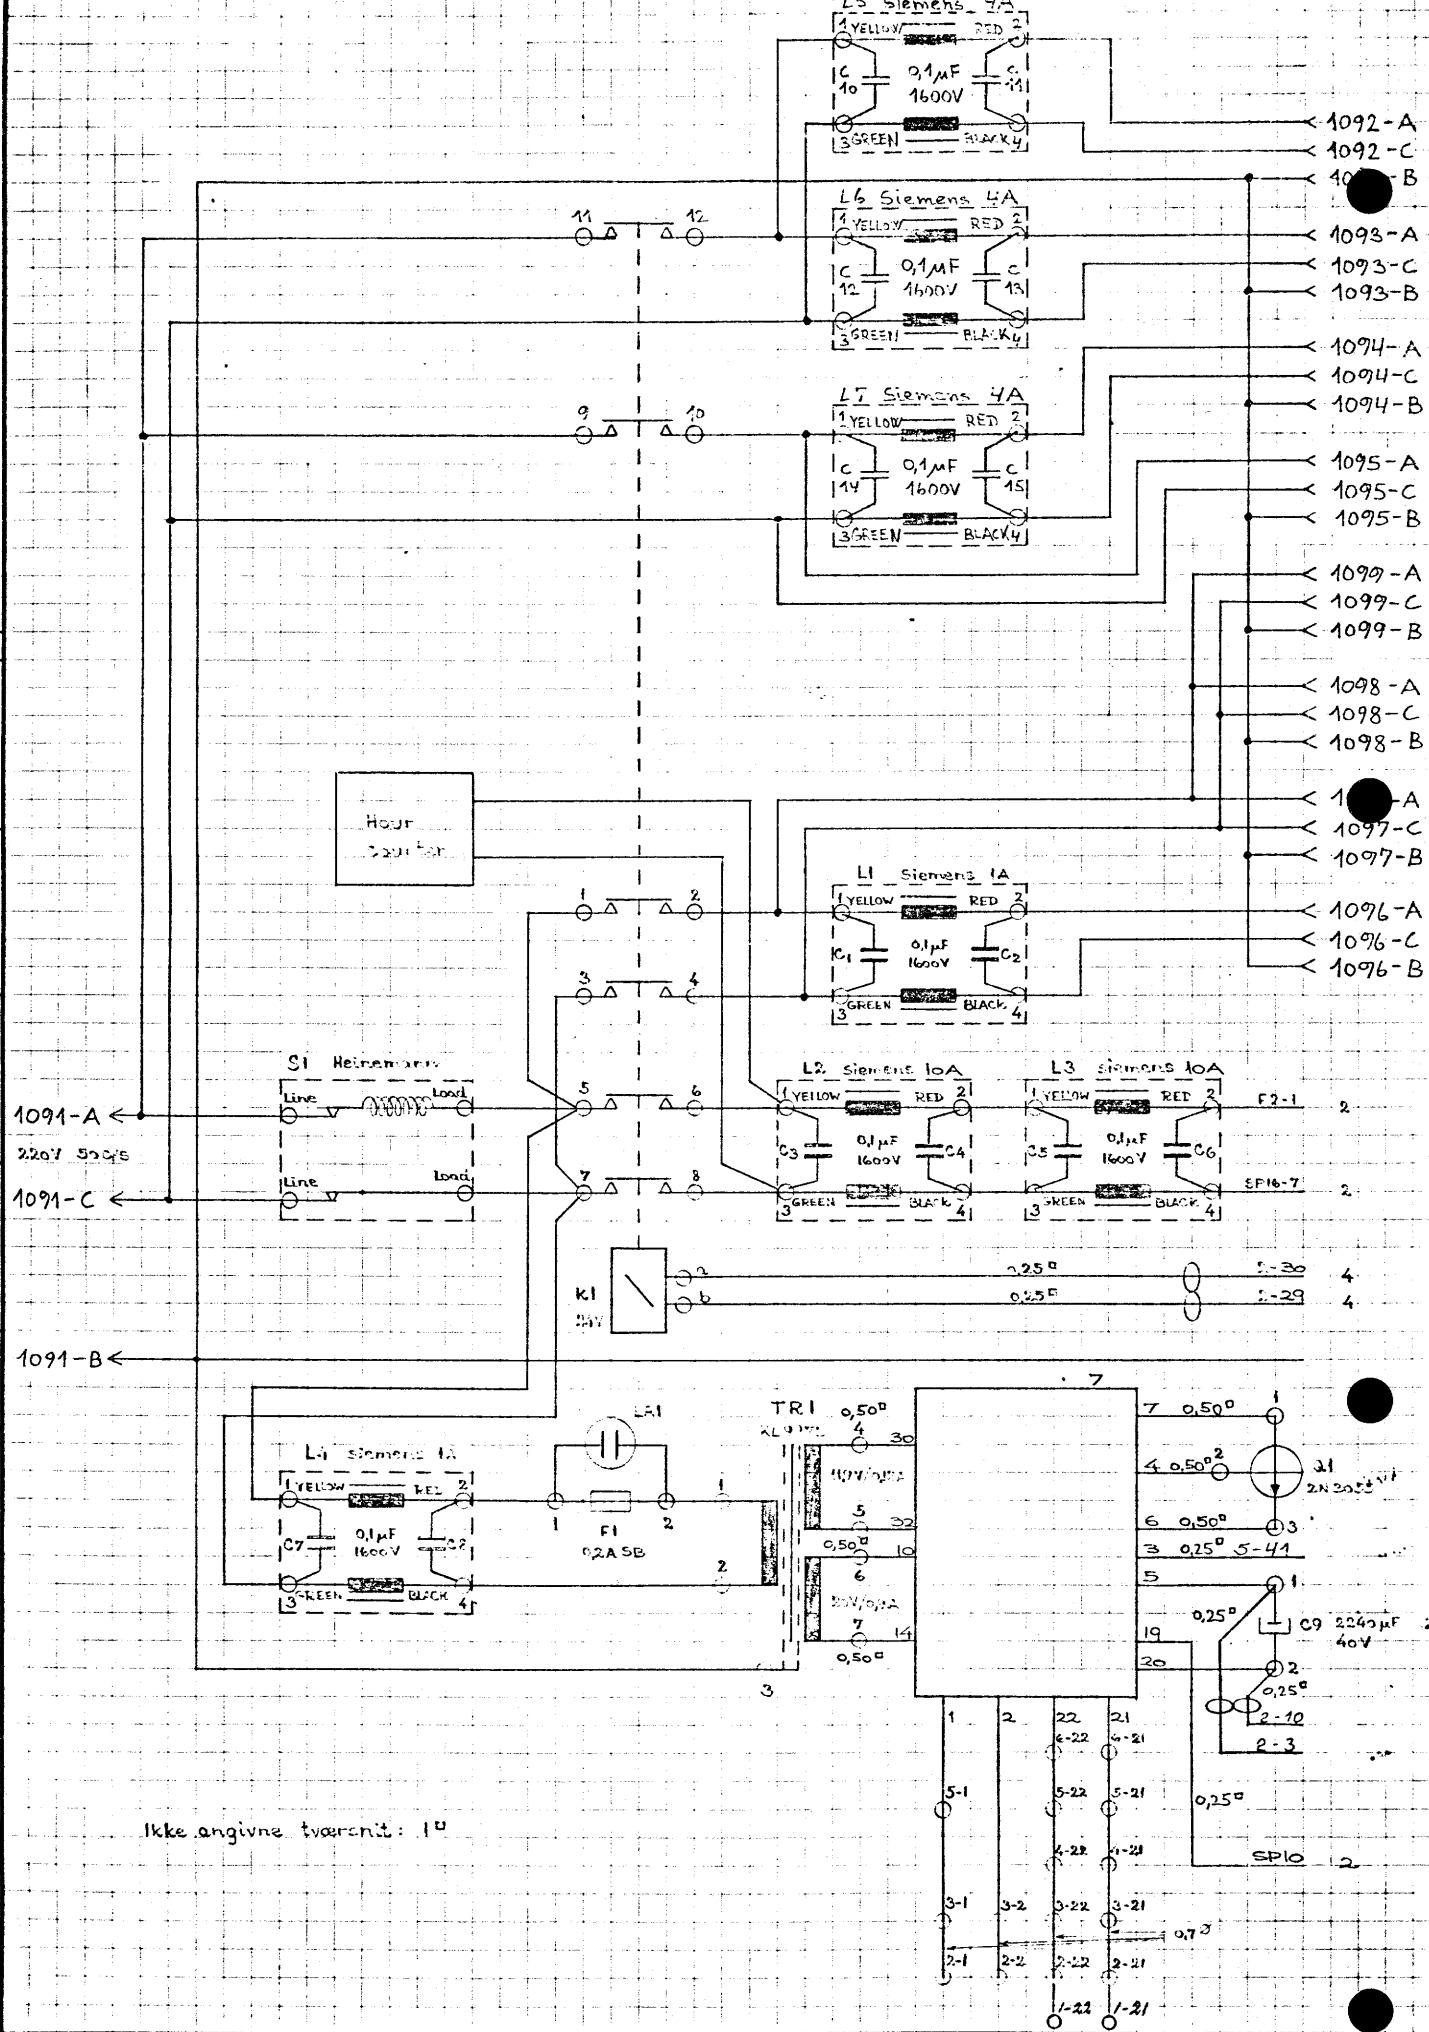 L5 Siemens 4A
1 YELLOW RED 2
C 10 0,1µF C 11
1600V
3 GREEN BLACK 4
1092-A
1092-C
B
L6 Siemens 4A
11 12
1 YELLOW RED 2
1093-A
C 12 0,1µF C 13
1600V
1093-C
1093-B
3 GREEN BLACK 4
1094-A
1094-C
L7 Siemens 4A
1094-B
9 10
1 YELLOW RED 2
1095-A
C 14 0,1µF C 15
1600V
1095-C
1095-B
3 GREEN BLACK 4
1099-A
1099-C
1099-B
1098-A
1098-C
1098-B
A
Hour
counter
1097-C
1097-B
L1 Siemens 1A
1 2
1 YELLOW RED 2
1096-A
1096-C
C1 0,1µF C2
1600V
1096-B
3 4
3 GREEN BLACK 4
S1 Heinemann
L2 Siemens 10A
L3 Siemens 10A
Line Load
5 6
1 YELLOW RED 2
1 YELLOW RED 2
F2-1 2
1091-A
220V 50c/s
C3 0,1µF C4
1600V
C5 0,1µF C6
1600V
1091-C
Line Load
7 8
3 GREEN BLACK 4
3 GREEN BLACK 4
SP16-7 2
K1
a 0,25□ 4
b 0,25□ 4
1091-B
7
LA1
TR1
0,50□
4 30
7 0,50□ 1
4 0,50□ 2
Q1
2N3055
L4 Siemens 1A
1 YELLOW RED 2
1 F1 2
0,2A SB
C7 0,1µF C8
1600V
3 GREEN BLACK 4
1
2
3
5 32
0,50□
6 10
7 14
0,50□
6 0,50□ 3
3 0,25□ 5-41
5 1
0,25□
C9 2240µF
40V
19
20 2
0,25□
2-10
2-3
1 2 22 21
6-22 6-21
5-1 5-22 5-21
0,25□
Ikke angivne tværsnit: 1□
4-22 4-21
SP10 2
3-1 3-2 3-22 3-21
0,7
2-1 2-2 2-22 2-21
1-22 1-21